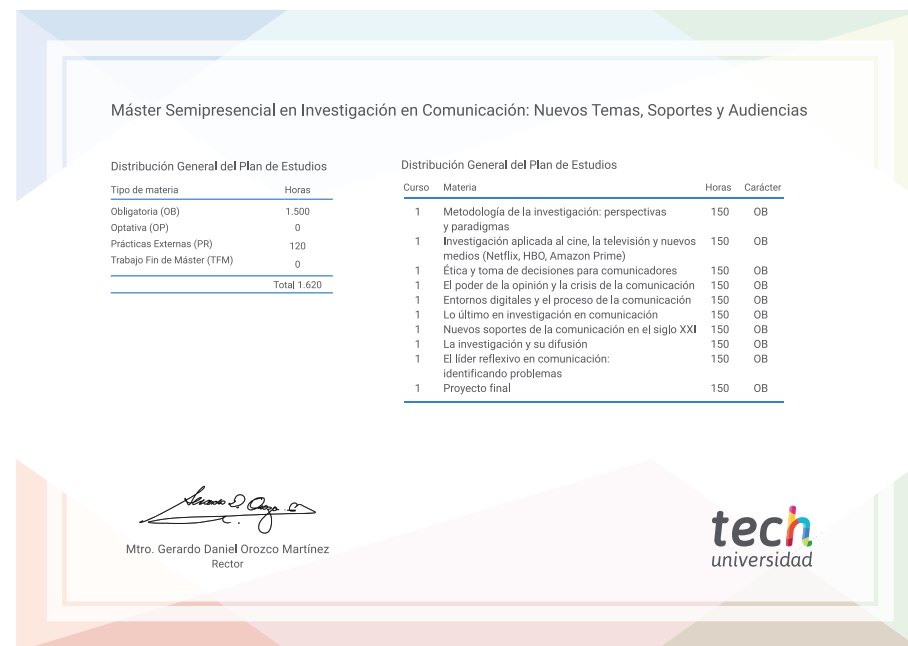 Máster Semipresencial en Investigación en Comunicación: Nuevos Temas, Soportes y Audiencias
Distribución General del Plan de Estudios
Tipo de materia Horas
Obligatoria (OB) 1.500
Optativa (OP) 0
Prácticas Externas (PR) 120
Trabajo Fin de Máster (TFM) 0
Total 1.620
Distribución General del Plan de Estudios
Curso Materia Horas Carácter
1 Metodología de la investigación: perspectivas 150 OB
y paradigmas
1 Investigación aplicada al cine, la televisión y nuevos 150 OB
medios (Netflix, HBO, Amazon Prime)
1 Ética y toma de decisiones para comunicadores 150 OB
1 El poder de la opinión y la crisis de la comunicación 150 OB
1 Entornos digitales y el proceso de la comunicación 150 OB
1 Lo último en investigación en comunicación 150 OB
1 Nuevos soportes de la comunicación en el siglo XXI 150 OB
1 La investigación y su difusión 150 OB
1 El líder reflexivo en comunicación: 150 OB
identificando problemas
1 Proyecto final 150 OB
Mtro. Gerardo Daniel Orozco Martínez
Rector
tech
universidad